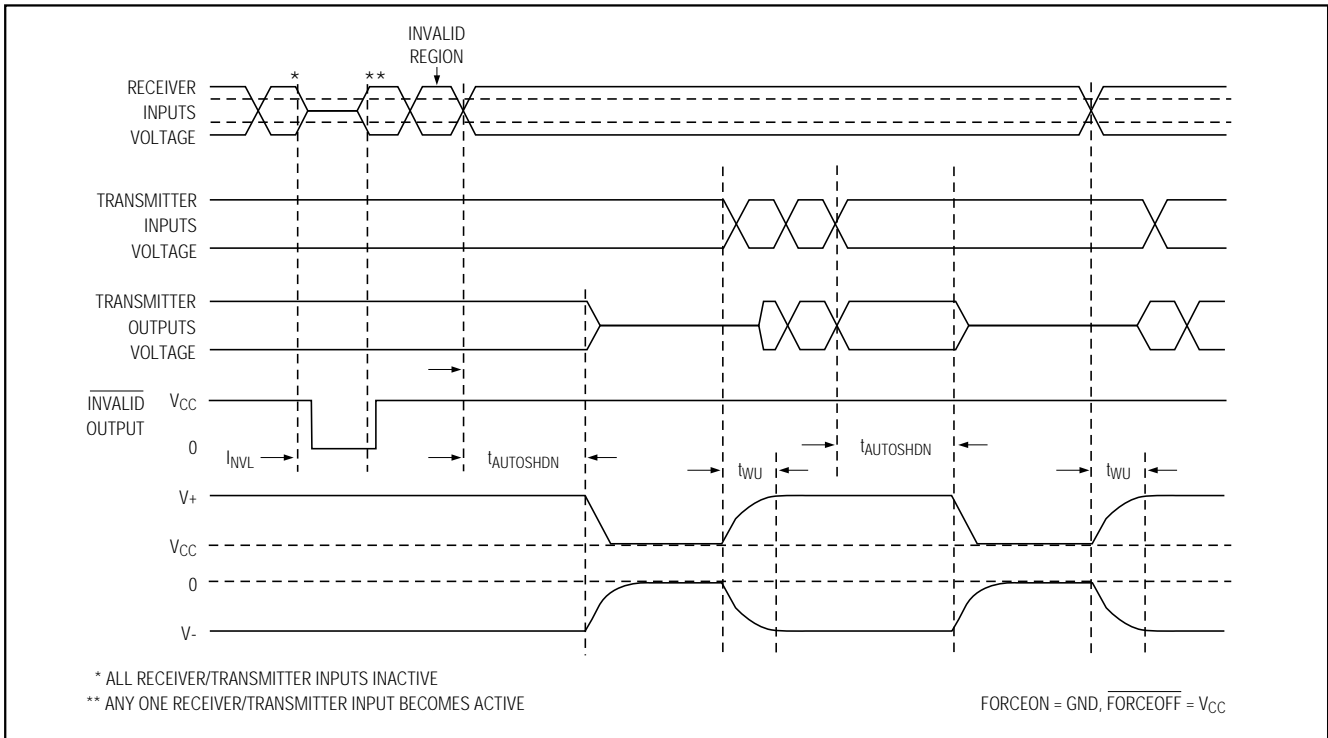 INVALID
REGION
* **
RECEIVER
INPUTS
VOLTAGE
TRANSMITTER
INPUTS
VOLTAGE
TRANSMITTER
OUTPUTS
VOLTAGE
INVALID
OUTPUT
VCC
0
INVL
tAUTOSHDN
tWU
tAUTOSHDN
tWU
V+
VCC
0
V-
* ALL RECEIVER/TRANSMITTER INPUTS INACTIVE
** ANY ONE RECEIVER/TRANSMITTER INPUT BECOMES ACTIVE
FORCEON = GND, FORCEOFF = VCC